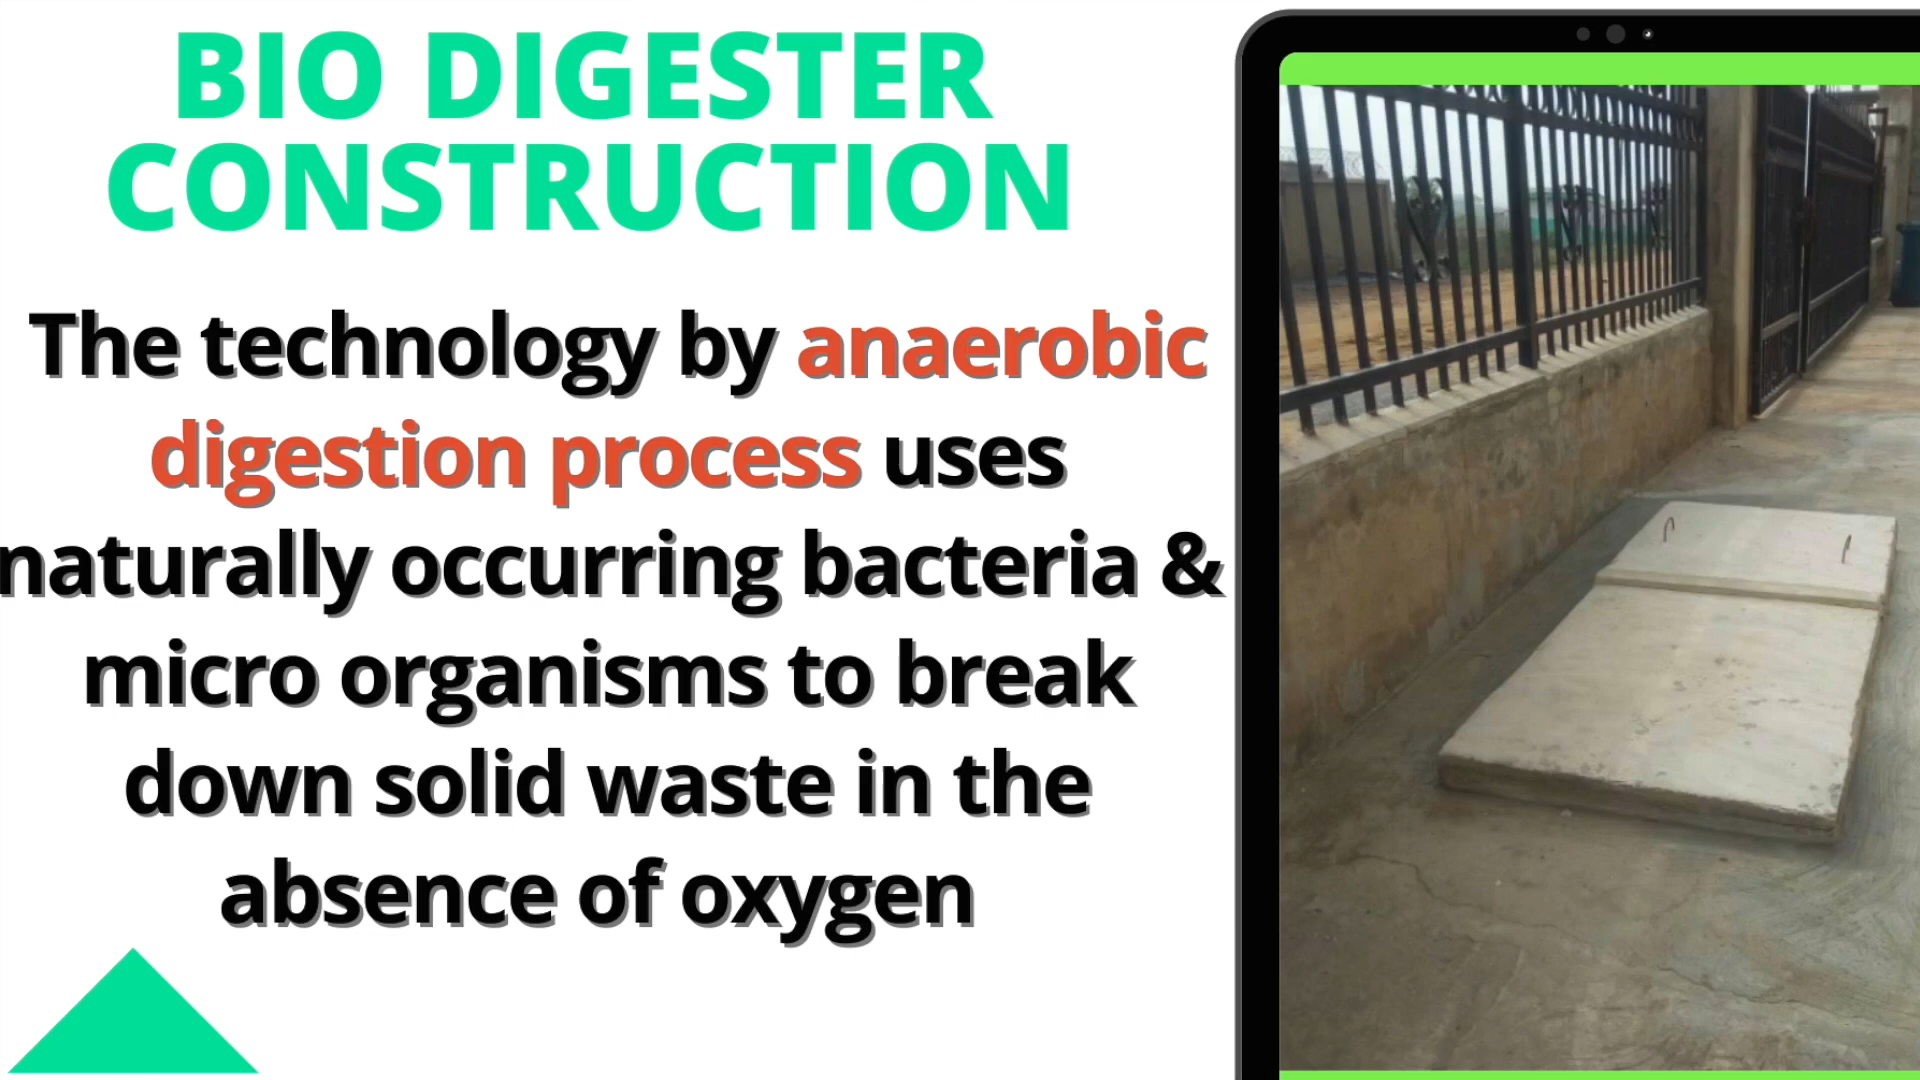 BIO DIGESTER
CONSTRUCTION
The technology by anaerobic
digestion process uses
naturally occurring bacteria &
micro organisms to break
down solid waste in the
absence of oxygen